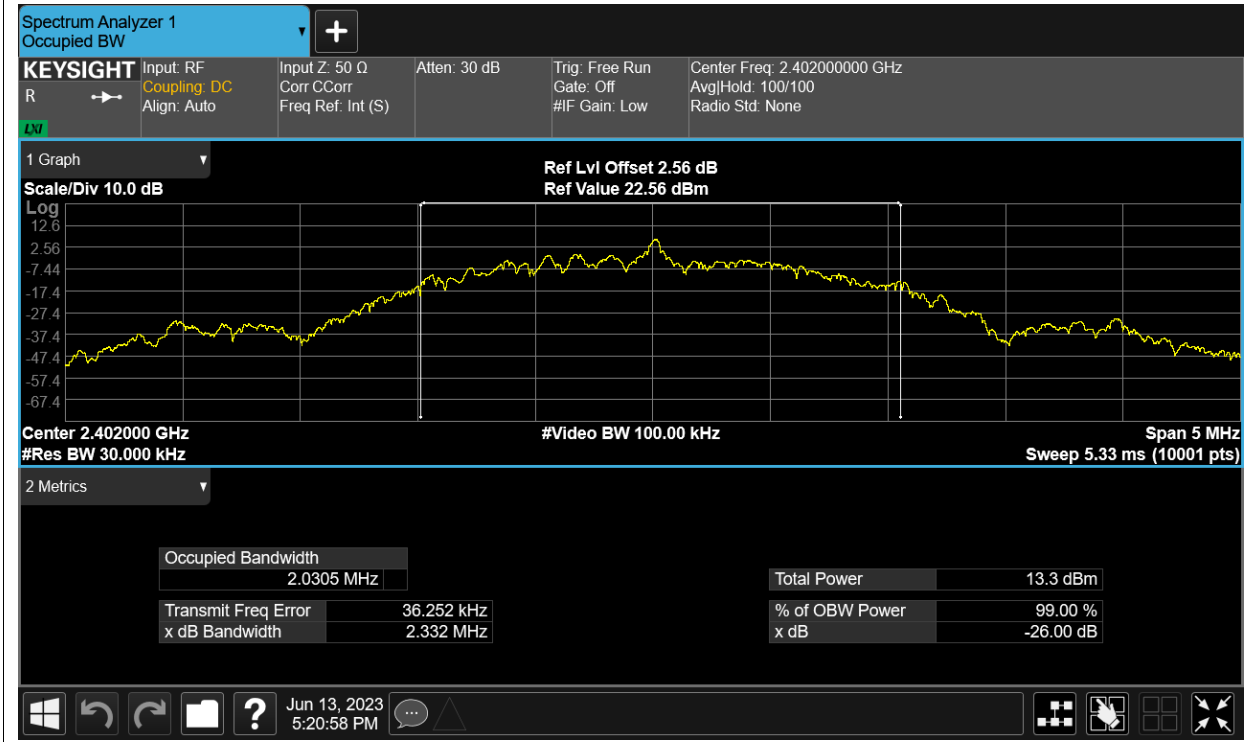 Spectrum Analyzer 1
Occupied BW
KEYSIGHT Input: RF Input Z: 50 Ω Atten: 30 dB Trig: Free Run Center Freq: 2.402000000 GHz
R Coupling: DC Corr CCorr Gate: Off Avg|Hold: 100/100
Align: Auto Freq Ref: Int (S) #IF Gain: Low Radio Std: None
LXI
1 Graph
Ref Lvl Offset 2.56 dB
Scale/Div 10.0 dB Ref Value 22.56 dBm
Log
12.6
2.56
-7.44
-17.4
-27.4
-37.4
-47.4
-57.4
-67.4
Center 2.402000 GHz #Video BW 100.00 kHz Span 5 MHz
#Res BW 30.000 kHz Sweep 5.33 ms (10001 pts)
2 Metrics
Occupied Bandwidth
2.0305 MHz Total Power 13.3 dBm
Transmit Freq Error 36.252 kHz % of OBW Power 99.00 %
x dB Bandwidth 2.332 MHz x dB -26.00 dB
? Jun 13, 2023
5:20:58 PM